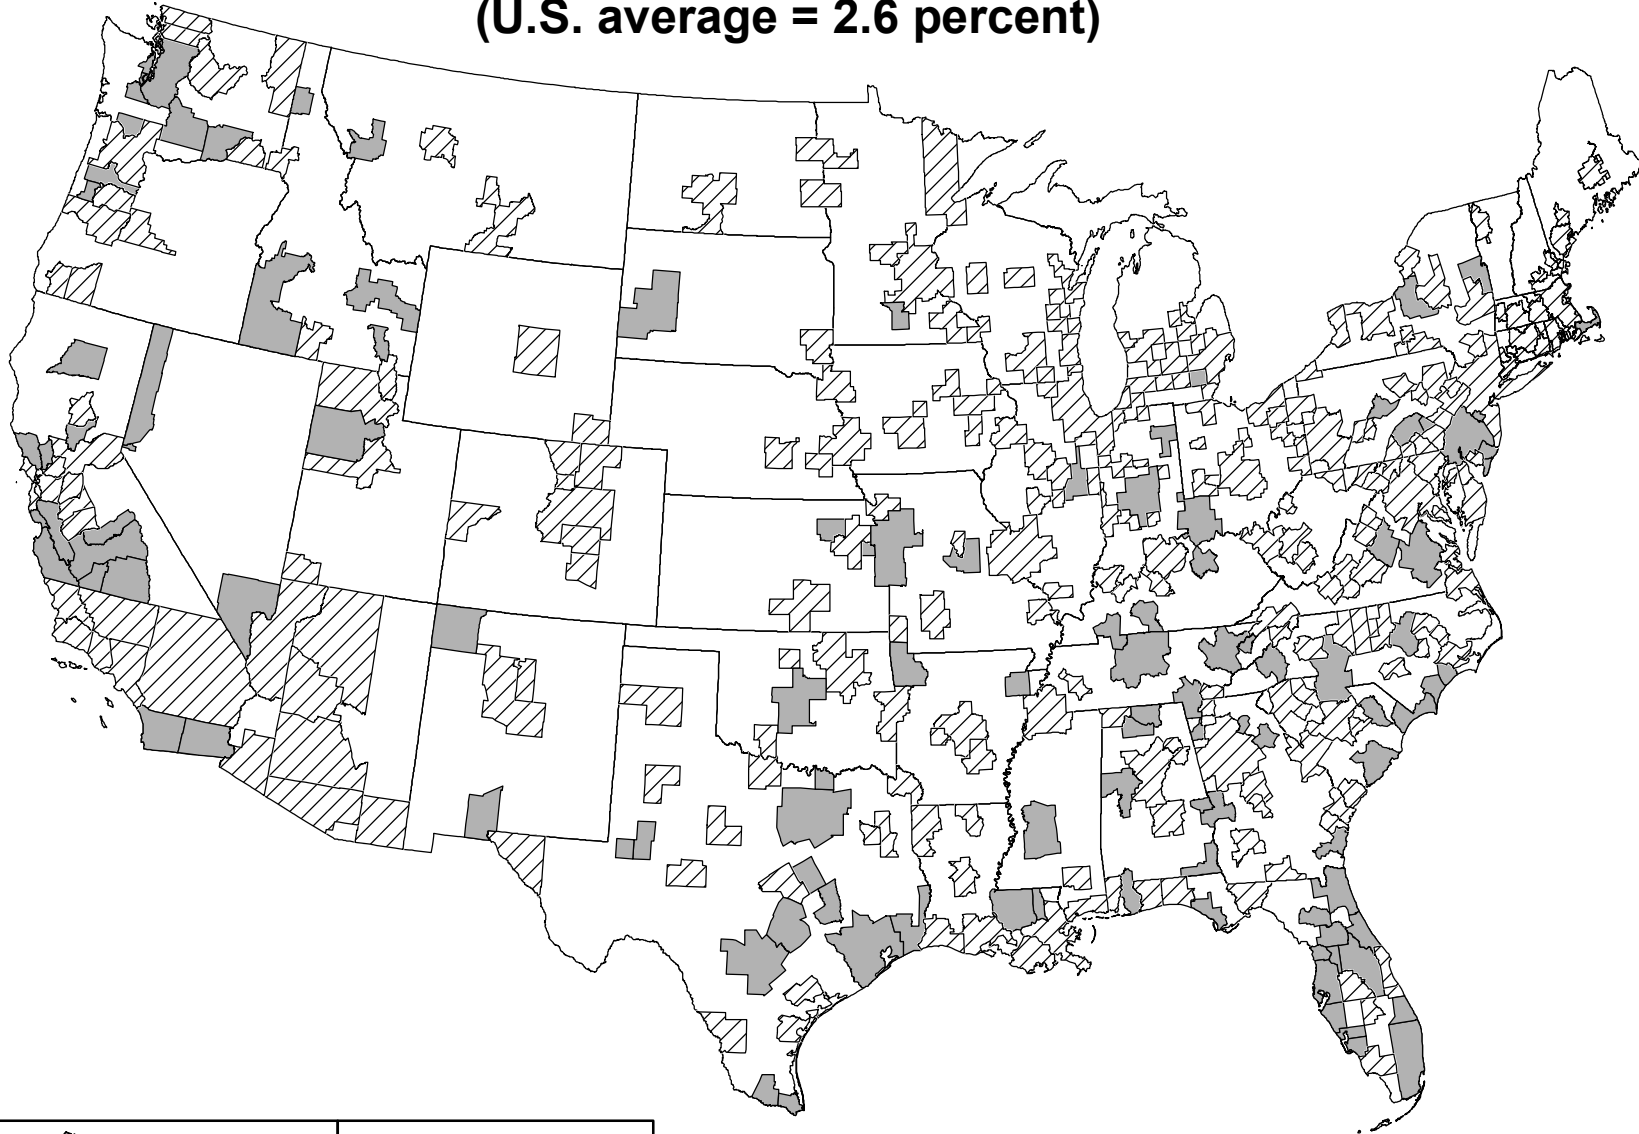 (U.S. average = 2.6 percent)